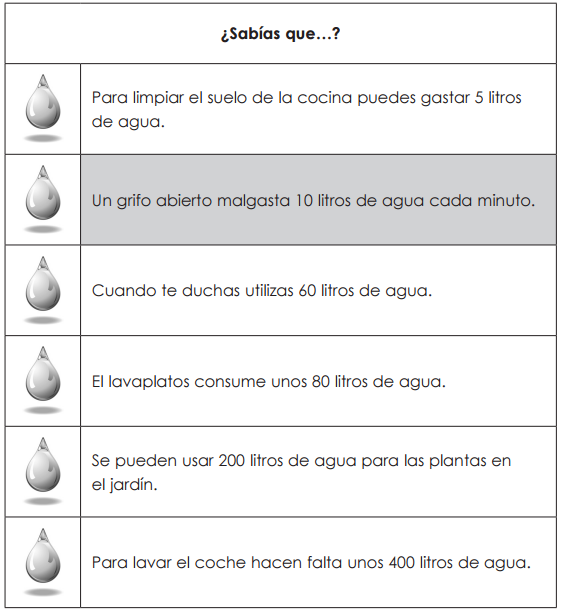 ¿Sabías que...?
Para limpiar el suelo de la cocina puedes gastar 5 litros
de agua.
Un grifo abierto malgasta 10 litros de agua cada minuto.
Cuando te duchas utilizas 60 litros de agua.
El lavaplatos consume unos 80 litros de agua.
Se pueden usar 200 litros de agua para las plantas en
el jardín.
Para lavar el coche hacen falta unos 400 litros de agua.